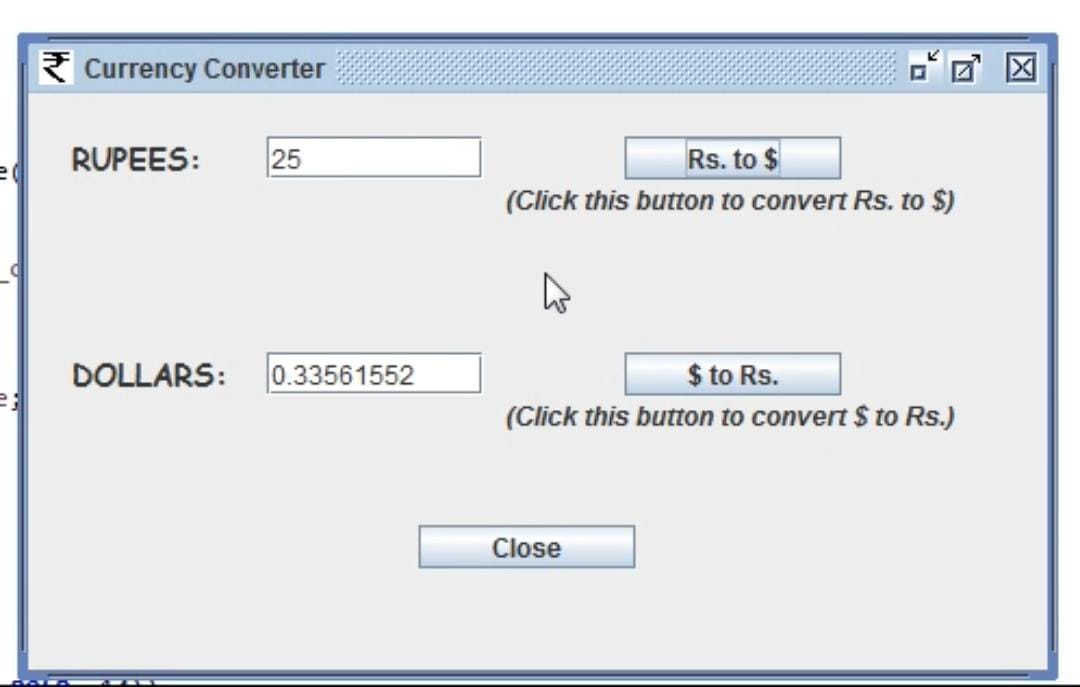 ₹ Currency Converter
RUPEES: 25 Rs. to $
(Click this button to convert Rs. to $)
DOLLARS: 0.33561552 $ to Rs.
(Click this button to convert $ to Rs.)
Close